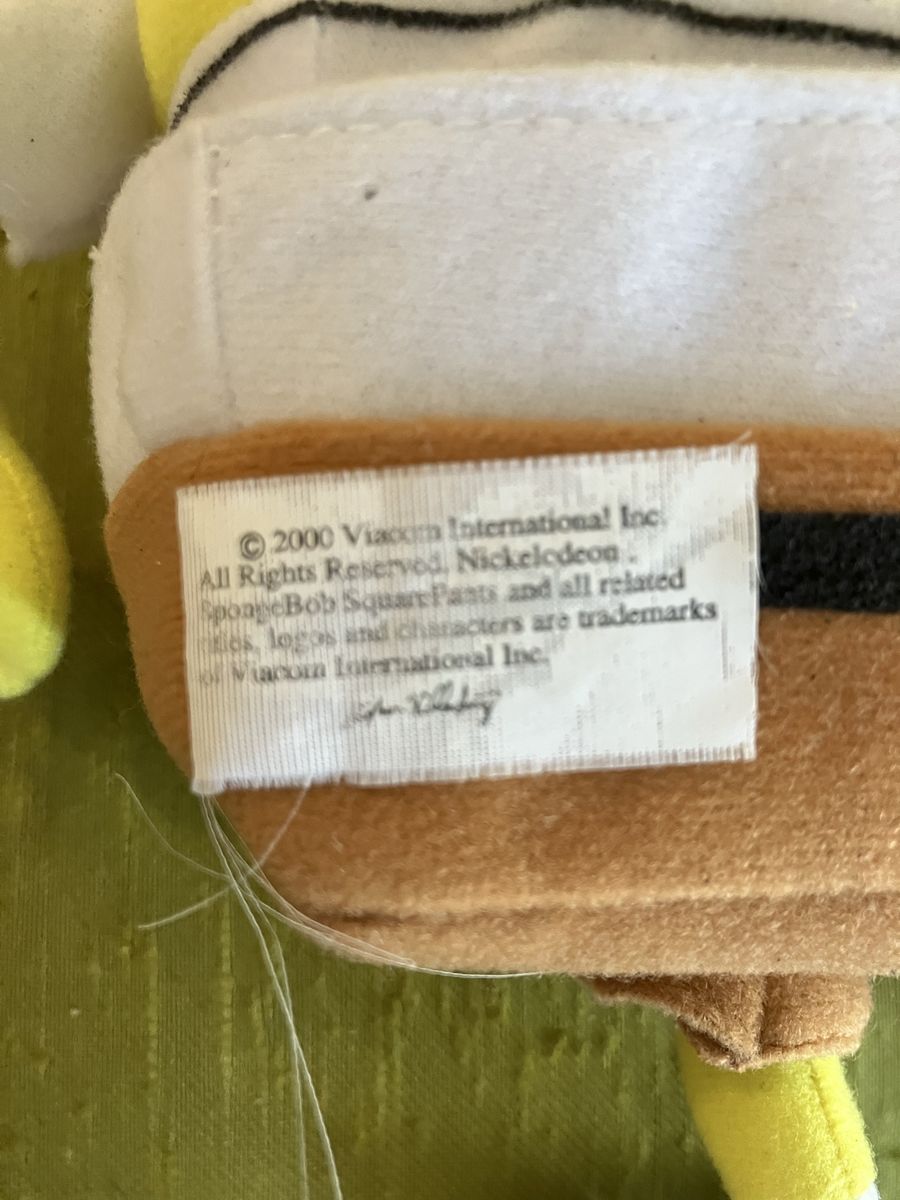 © 2000 Viacom International Inc.
All Rights Reserved. Nickelodeon.
SpongeBob SquarePants and all related
titles, logos and characters are trademarks
of Viacom International Inc.